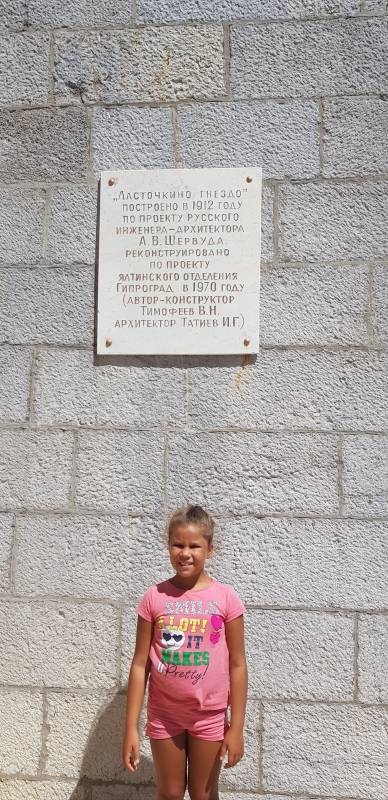 „Ласточкино гнездо"
построено в 1912 году
по проекту русского
инженера-архитектора
А.В. Шервуда.
реконструировано
по проекту
ялтинского отделения
Гипроград в 1970 году
(автор-конструктор
Тимофеев В.Н.
архитектор Татиев И.Г.)
SMILE
A LOT!
IT
MAKES
Pretty